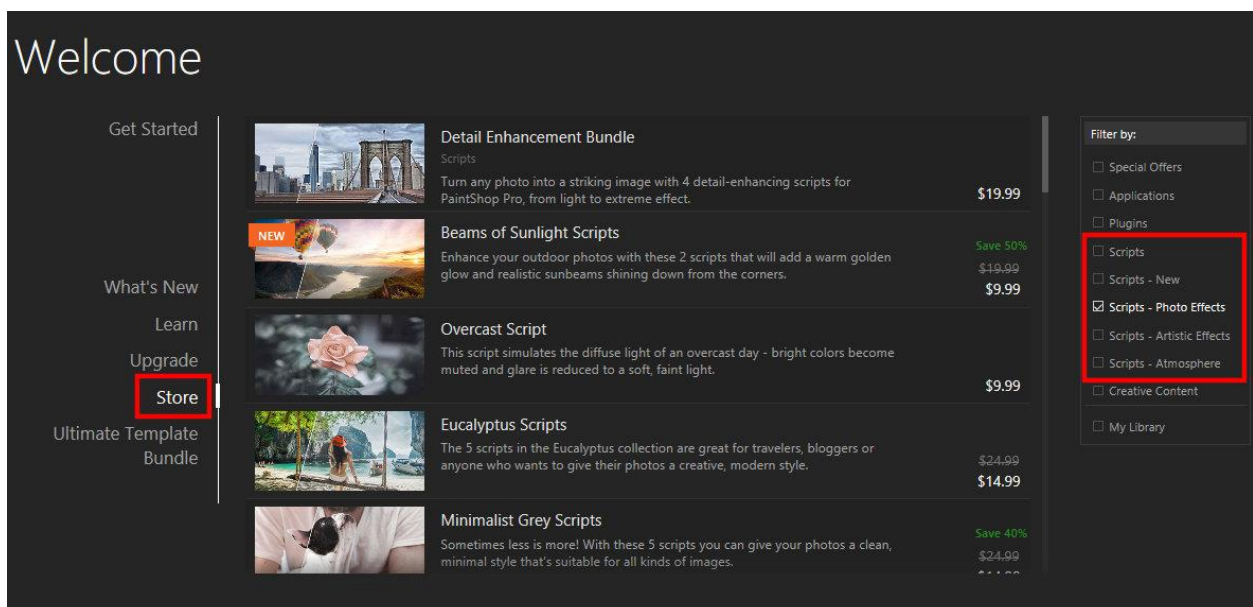 Welcome
Get Started
What's New
Learn
Upgrade
Store
Ultimate Template
Bundle
Detail Enhancement Bundle
Scripts
Turn any photo into a striking image with 4 detail-enhancing scripts for
PaintShop Pro, from light to extreme effect.
$19.99
NEW
Beams of Sunlight Scripts
Enhance your outdoor photos with these 2 scripts that will add a warm golden
glow and realistic sunbeams shining down from the corners.
Save 50%
$19.99
$9.99
Overcast Script
This script simulates the diffuse light of an overcast day - bright colors become
muted and glare is reduced to a soft, faint light.
$9.99
Eucalyptus Scripts
The 5 scripts in the Eucalyptus collection are great for travelers, bloggers or
anyone who wants to give their photos a creative, modern style.
$24.99
$14.99
Minimalist Grey Scripts
Sometimes less is more! With these 5 scripts you can give your photos a clean,
minimal style that's suitable for all kinds of images.
Save 40%
$24.99
Filter by:
Special Offers
Applications
Plugins
Scripts
Scripts - New
Scripts - Photo Effects
Scripts - Artistic Effects
Scripts - Atmosphere
Creative Content
My Library